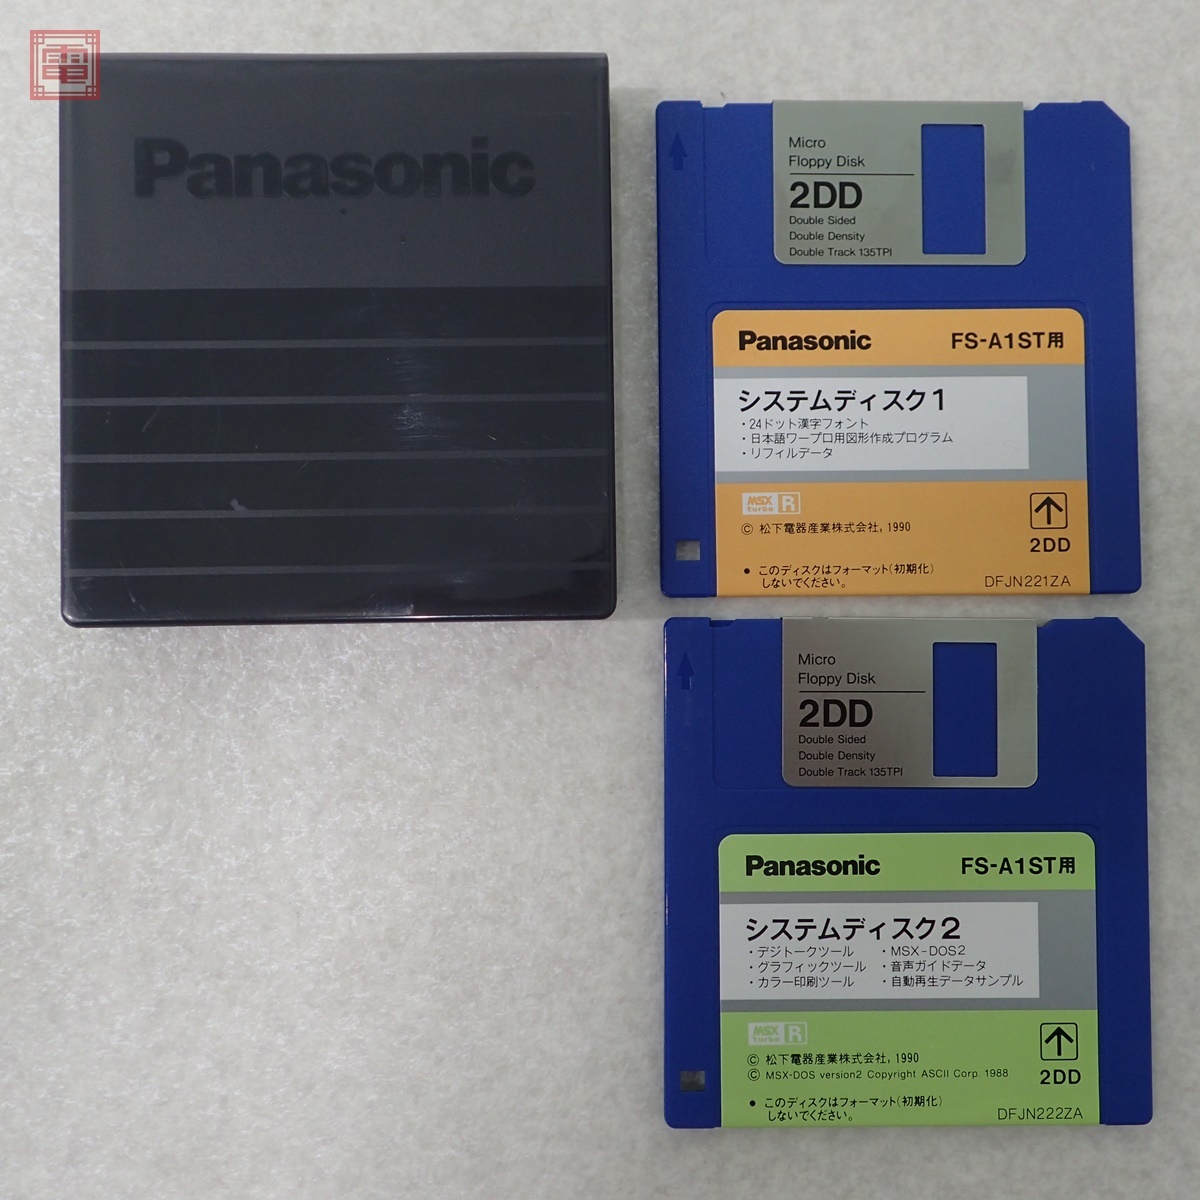 電
Panasonic
Micro
Floppy Disk
2DD
Double Sided
Double Density
Double Track 135TPI
Panasonic FS-A1ST用
システムディスク1
・24ドット漢字フォント
・日本語ワープロ用図形作成プログラム
・リフィルデータ
MSX turbo R
© 松下電器産業株式会社, 1990
2DD
● このディスクはフォーマット(初期化)
しないでください。
DFJN221ZA
Micro
Floppy Disk
2DD
Double Sided
Double Density
Double Track 135TPI
Panasonic FS-A1ST用
システムディスク2
・デジトークツール ・MSX-DOS2
・グラフィックツール ・音声ガイドデータ
・カラー印刷ツール ・自動再生データサンプル
MSX turbo R
© 松下電器産業株式会社, 1990
© MSX-DOS version2 Copyright ASCII Corp. 1988
2DD
● このディスクはフォーマット(初期化)
しないでください。
DFJN222ZA